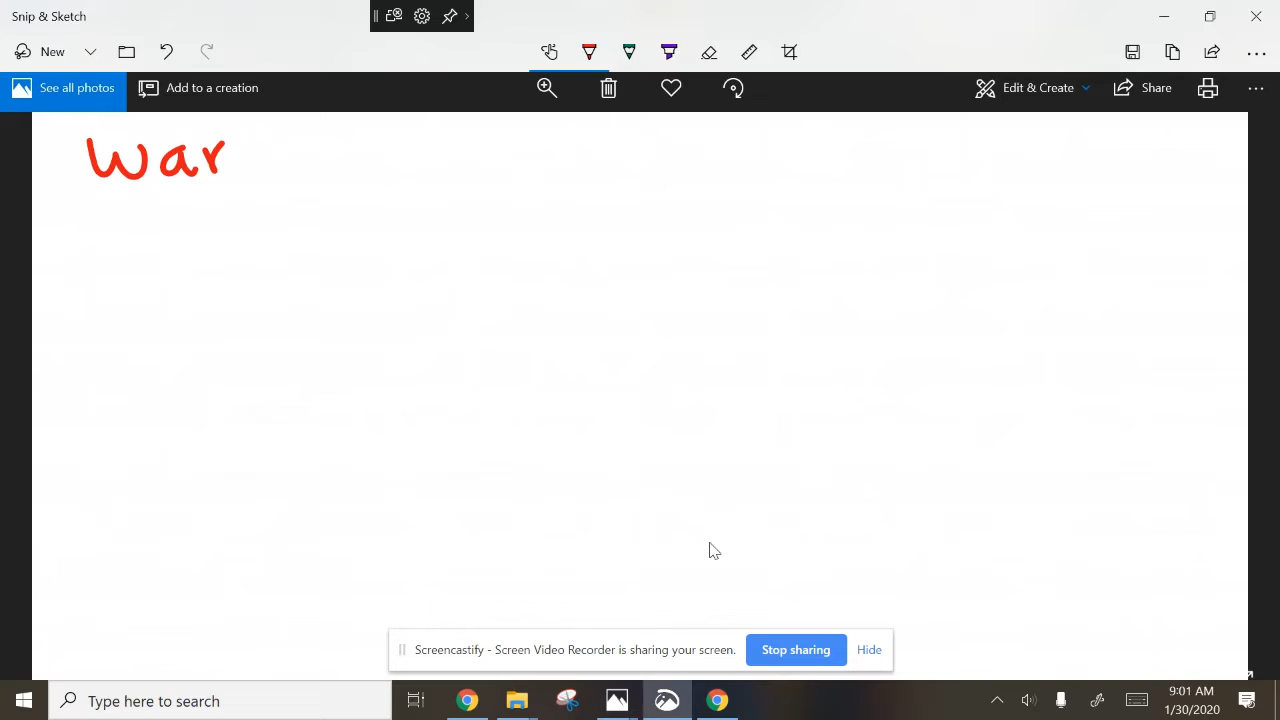 Snip & Sketch
New
See all photos
Add to a creation
Edit & Create
Share
War
Screencastify - Screen Video Recorder is sharing your screen.
Stop sharing
Hide
Type here to search
9:01 AM
1/30/2020